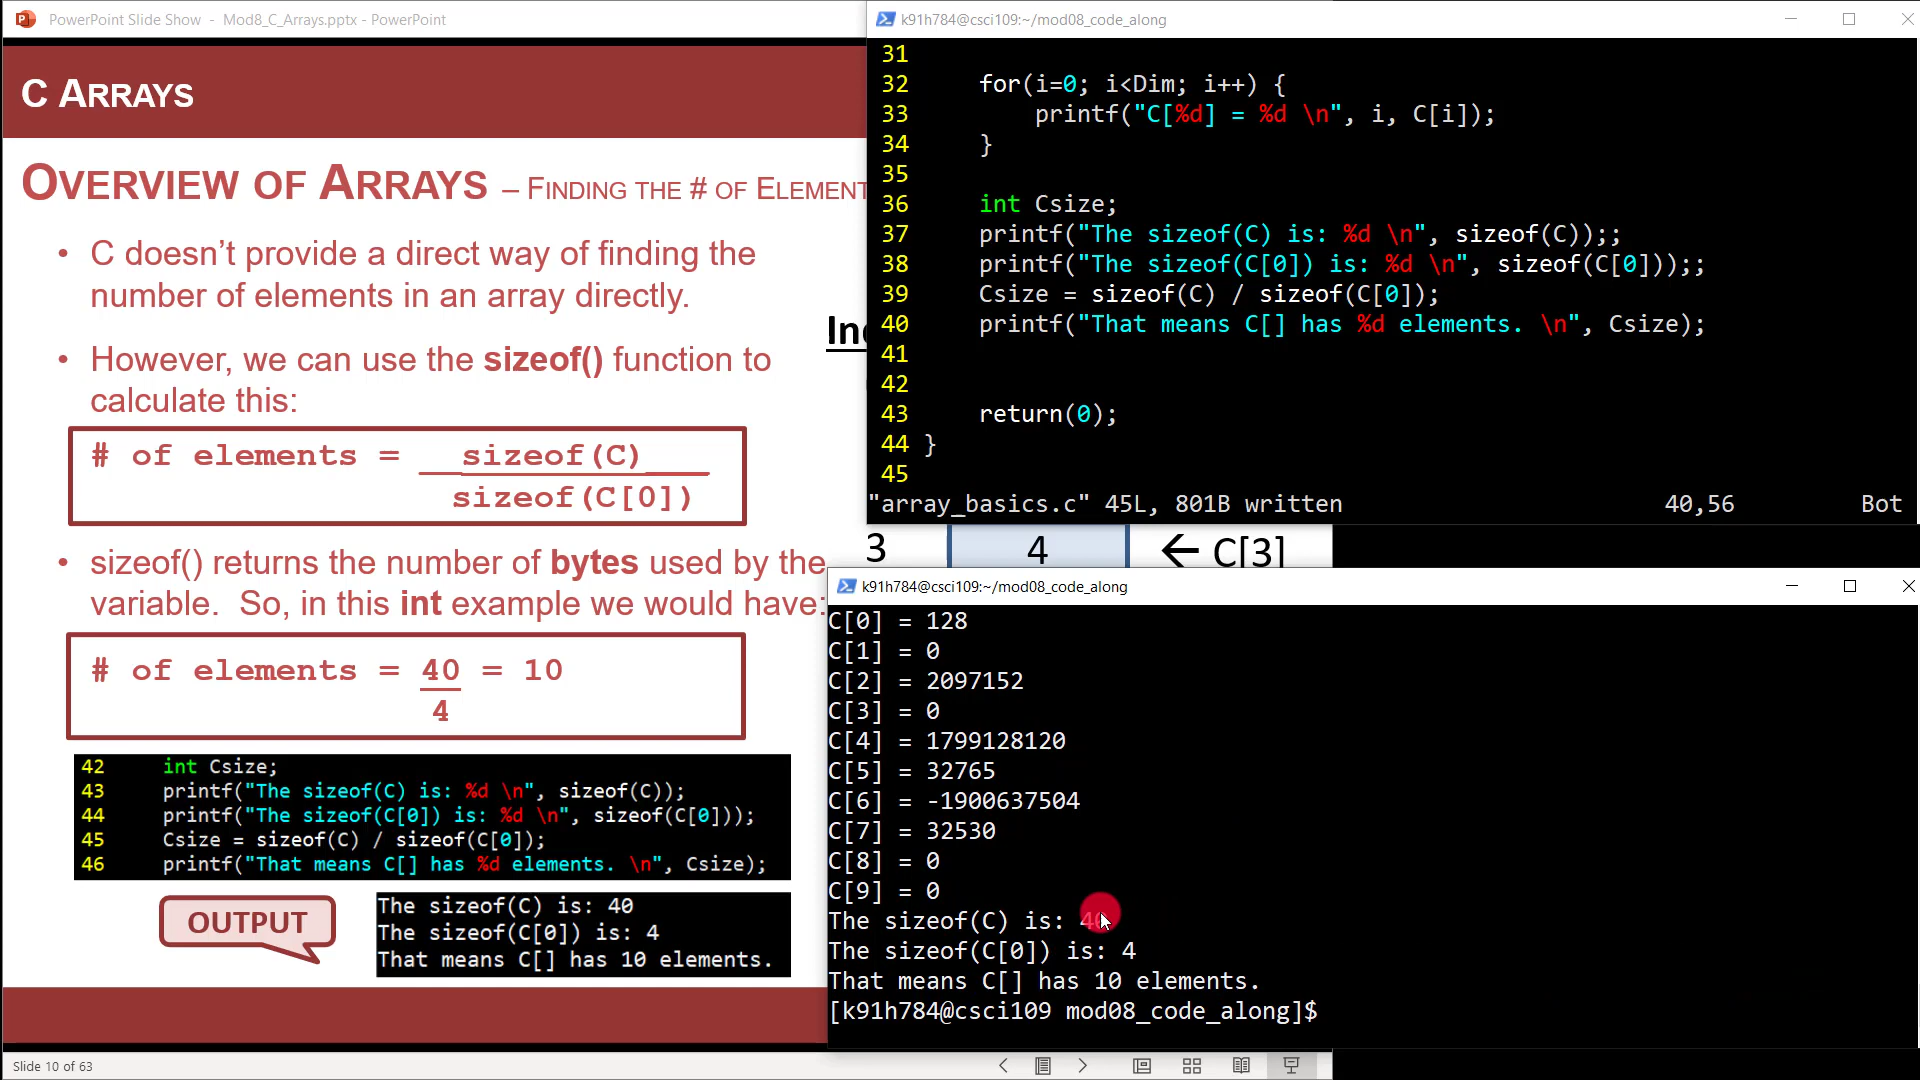 PowerPoint Slide Show - Mod8_C_Arrays.pptx - PowerPoint
C ARRAYS
OVERVIEW OF ARRAYS – FINDING THE # OF ELEMENT
• C doesn’t provide a direct way of finding the
number of elements in an array directly.
• However, we can use the sizeof() function to
calculate this:
# of elements = sizeof(C)
sizeof(C[0])
• sizeof() returns the number of bytes used by the
variable. So, in this int example we would have:
# of elements = 40 = 10
4
42 int Csize;
43 printf("The sizeof(C) is: %d \n", sizeof(C));
44 printf("The sizeof(C[0]) is: %d \n", sizeof(C[0]));
45 Csize = sizeof(C) / sizeof(C[0]);
46 printf("That means C[] has %d elements. \n", Csize);
OUTPUT
The sizeof(C) is: 40
The sizeof(C[0]) is: 4
That means C[] has 10 elements.
Slide 10 of 63
k91h784@csci109:~/mod08_code_along
31
32 for(i=0; i<Dim; i++) {
33 printf("C[%d] = %d \n", i, C[i]);
34 }
35
36 int Csize;
37 printf("The sizeof(C) is: %d \n", sizeof(C));;
38 printf("The sizeof(C[0]) is: %d \n", sizeof(C[0]));;
39 Csize = sizeof(C) / sizeof(C[0]);
40 printf("That means C[] has %d elements. \n", Csize);
41
42
43 return(0);
44 }
45
"array_basics.c" 45L, 801B written 40,56 Bot
3 4 ← C[3]
k91h784@csci109:~/mod08_code_along
C[0] = 128
C[1] = 0
C[2] = 2097152
C[3] = 0
C[4] = 1799128120
C[5] = 32765
C[6] = -1900637504
C[7] = 32530
C[8] = 0
C[9] = 0
The sizeof(C) is: 40
The sizeof(C[0]) is: 4
That means C[] has 10 elements.
[k91h784@csci109 mod08_code_along]$